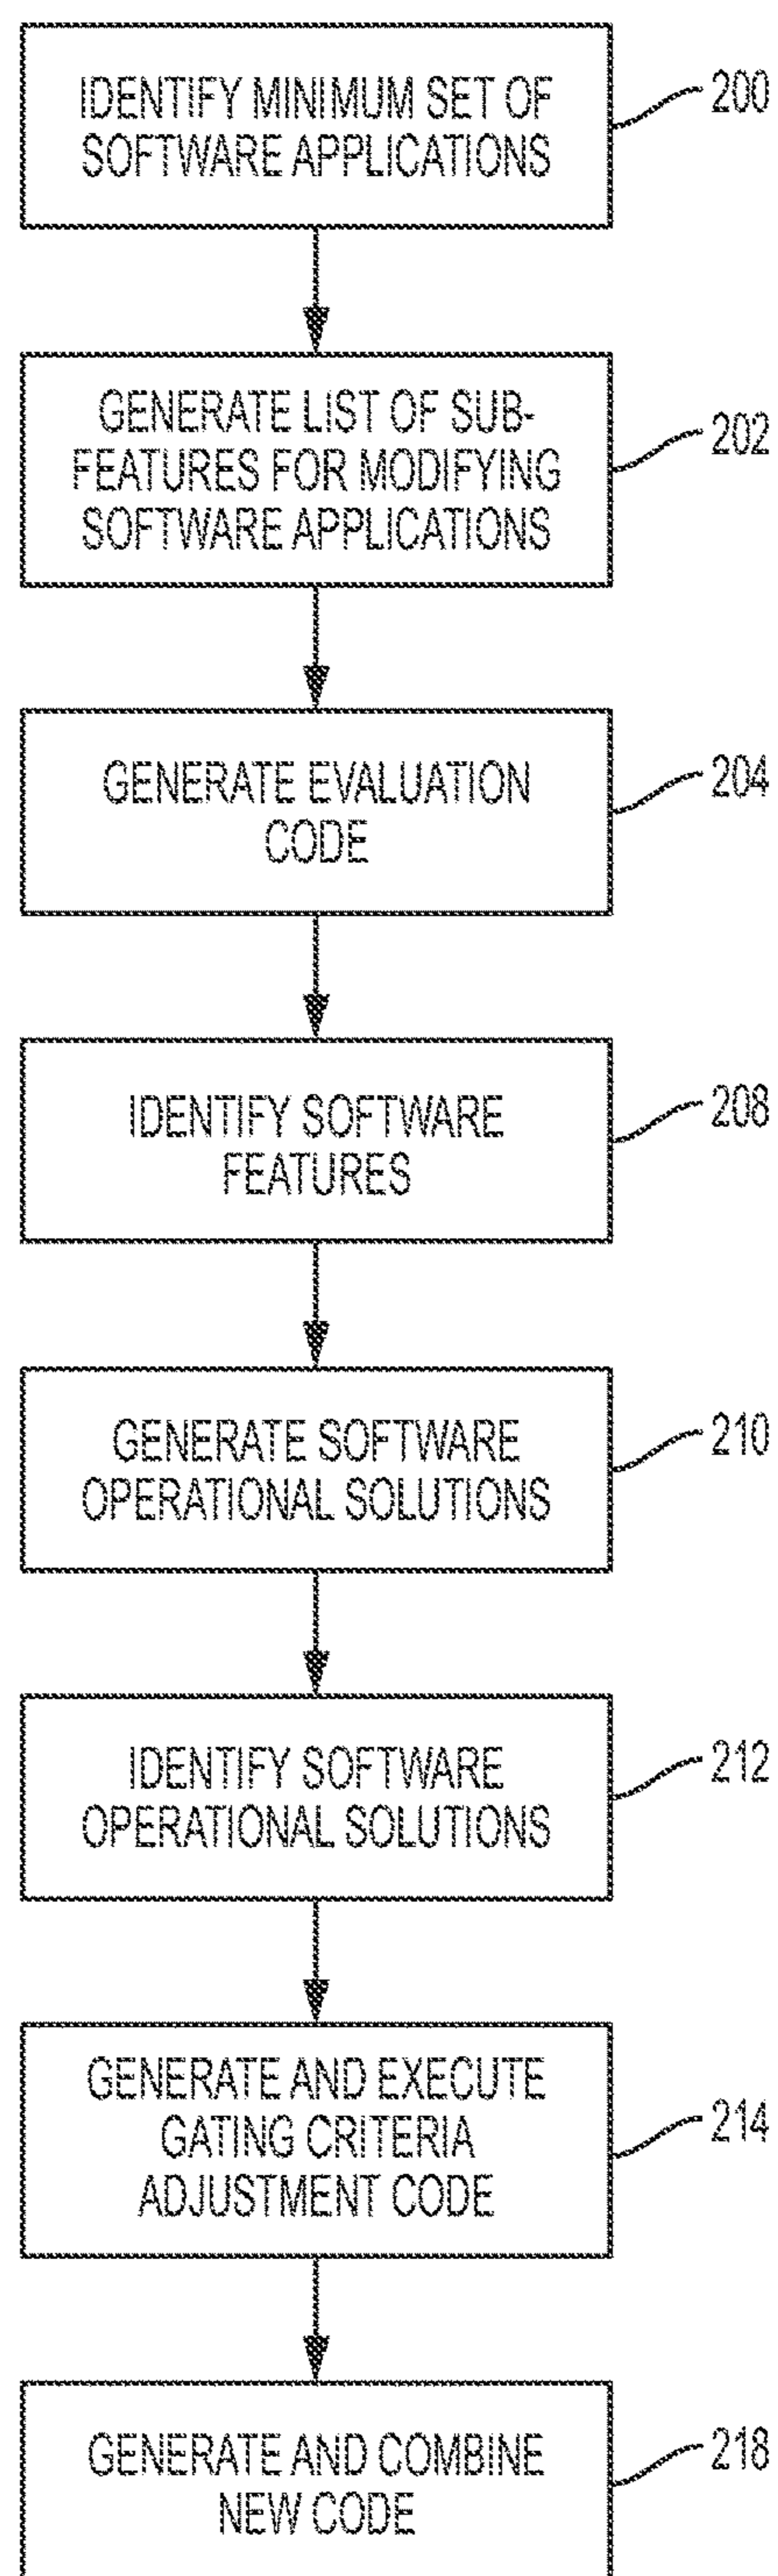 IDENTIFY MINIMUM SET OF
SOFTWARE APPLICATIONS
200
GENERATE LIST OF SUB-
FEATURES FOR MODIFYING
SOFTWARE APPLICATIONS
202
GENERATE EVALUATION
CODE
204
IDENTIFY SOFTWARE
FEATURES
208
GENERATE SOFTWARE
OPERATIONAL SOLUTIONS
210
IDENTIFY SOFTWARE
OPERATIONAL SOLUTIONS
212
GENERATE AND EXECUTE
GATING CRITERIA
ADJUSTMENT CODE
214
GENERATE AND COMBINE
NEW CODE
218